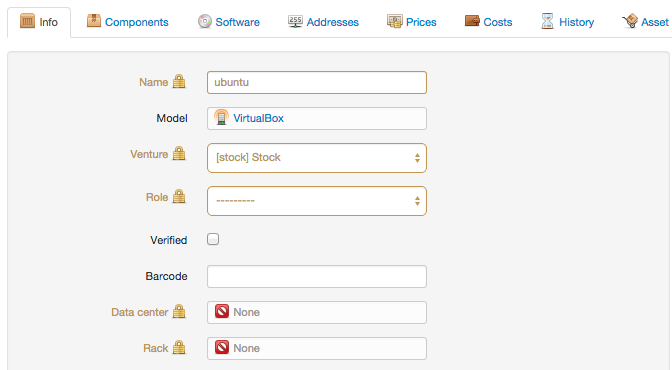 Info Components Software Addresses Prices Costs History Asset
Name ubuntu
Model VirtualBox
Venture [stock] Stock
Role ---------
Verified
Barcode
Data center None
Rack None